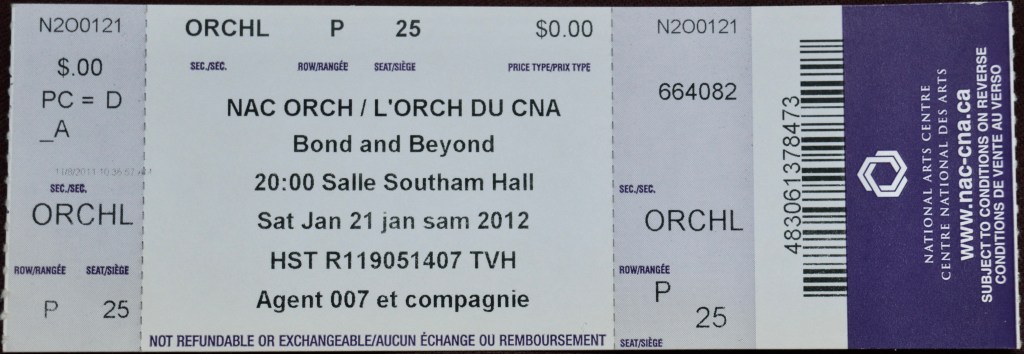 N2O0121
$.00
PC = D
_A
SEC./SEC.
ORCHL
ROW/RANGÉE SEAT/SIÈGE
P 25
ORCHL P 25 $0.00
SEC./SEC. ROW/RANGÉE SEAT/SIÈGE PRICE TYPE/PRIX TYPE
NAC ORCH / L'ORCH DU CNA
Bond and Beyond
20:00 Salle Southam Hall
Sat Jan 21 jan sam 2012
HST R119051407 TVH
Agent 007 et compagnie
NOT REFUNDABLE OR EXCHANGEABLE/AUCUN ÉCHANGE OU REMBOURSEMENT
N2O0121
664082
SEC./SEC.
ORCHL
ROW/RANGÉE
P
25
SEAT/SIÈGE
483061378473
NATIONAL ARTS CENTRE
CENTRE NATIONAL DES ARTS
www.nac-cna.ca
SUBJECT TO CONDITIONS ON REVERSE
CONDITIONS DE VENTE AU VERSO